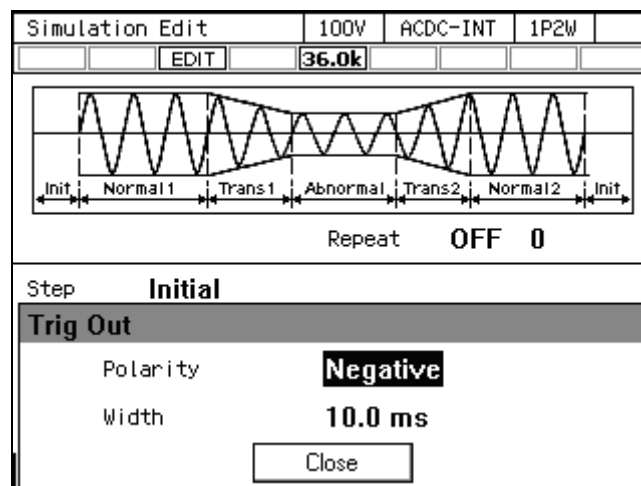 Simulation Edit 100V ACDC-INT 1P2W
EDIT 36.0k
Init Normal1 Trans1 Abnormal Trans2 Normal2 Init
Repeat OFF 0
Step Initial
Trig Out
Polarity Negative
Width 10.0 ms
Close